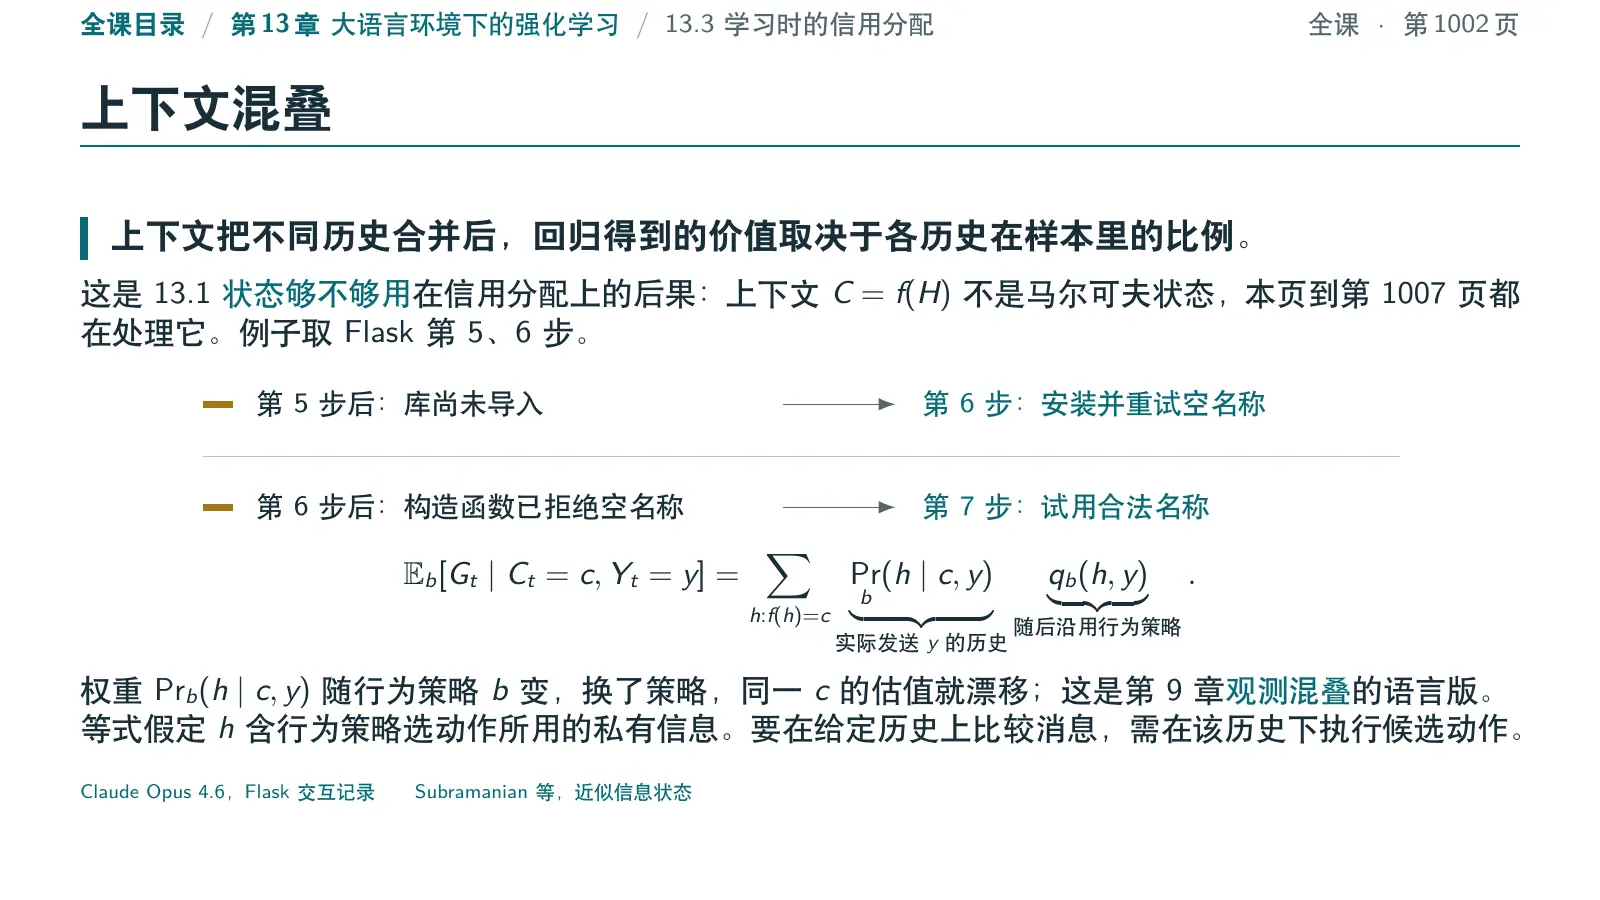 全课目录 / 第13章 大语言环境下的强化学习 / 13.3 学习时的信用分配 全课 · 第1002页
上下文混叠
上下文把不同历史合并后，回归得到的价值取决于各历史在样本里的比例。
这是 13.1 状态够不够用在信用分配上的后果：上下文 C = f(H) 不是马尔可夫状态，本页到第 1007 页都
在处理它。例子取 Flask 第 5、6 步。
第 5 步后：库尚未导入 → 第 6 步：安装并重试空名称
第 6 步后：构造函数已拒绝空名称 → 第 7 步：试用合法名称
𝔼_b[G_t | C_t = c, Y_t = y] = ∑_{h:f(h)=c} Pr_b(h | c, y) q_b(h, y) .
实际发送 y 的历史 随后沿用行为策略
权重 Pr_b(h | c, y) 随行为策略 b 变，换了策略，同一 c 的估值就漂移；这是第 9 章观测混叠的语言版。
等式假定 h 含行为策略选动作所用的私有信息。要在给定历史上比较消息，需在该历史下执行候选动作。
Claude Opus 4.6，Flask 交互记录 Subramanian 等，近似信息状态